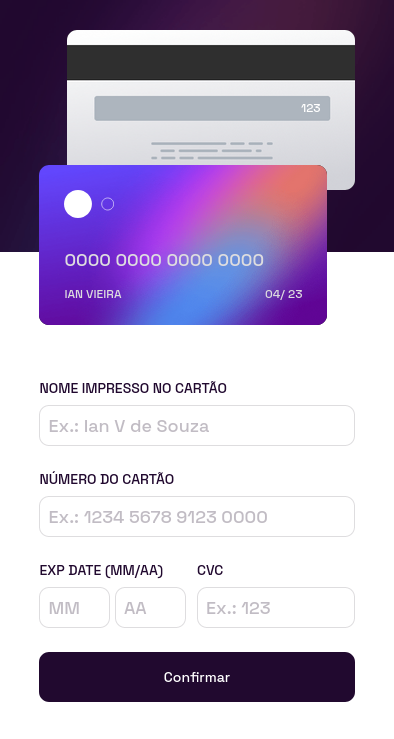 123
0000 0000 0000 0000
IAN VIEIRA 04/ 23
NOME IMPRESSO NO CARTÃO
Ex.: Ian V de Souza
NÚMERO DO CARTÃO
Ex.: 1234 5678 9123 0000
EXP DATE (MM/AA) CVC
MM AA Ex.: 123
Confirmar